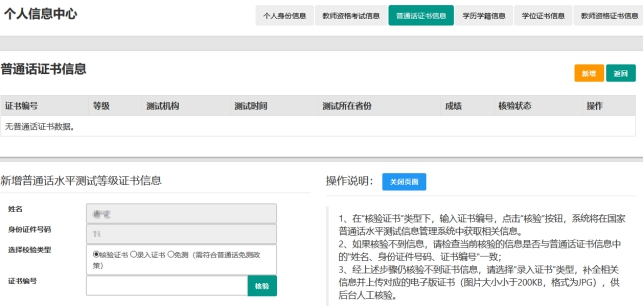 个人信息中心
个人身份信息 教师资格考试信息 普通话证书信息 学历学籍信息 学位证书信息 教师资格证书信息
普通话证书信息
新增 返回
证书编号 等级 测试机构 测试时间 测试所在省份 成绩 核验状态 操作
无普通话证书数据。
新增普通话水平测试等级证书信息
姓名
身份证件号码
选择校验类型 核验证书 录入证书 免测（需符合普通话免测政
策）
证书编号 核验
操作说明： 关闭页面
1、在"核验证书"类型下，输入证书编号，点击"核验"按钮，系统将在国家
普通话水平测试信息管理系统中获取相关信息。
2、如果核验不到信息，请检查当前核验的信息是否与普通话证书信息中
的"姓名、身份证件号码、证书编号"一致；
3、经上述步骤仍核验不到证书信息，请选择"录入证书"类型，补全相关
信息并上传对应的电子版证书（图片大小小于200KB，格式为JPG），供
后台人工核验。